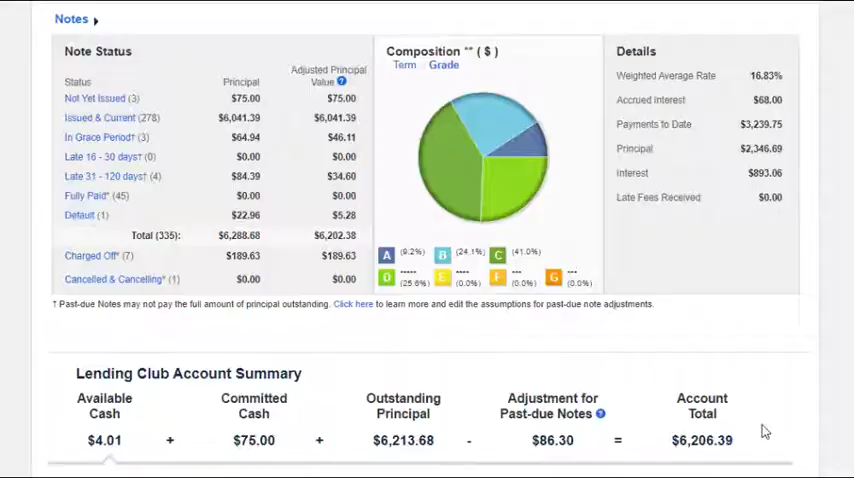 Notes ▸
Note Status
Status Principal Adjusted Principal Value ?
Not Yet Issued (3) $75.00 $75.00
Issued & Current (278) $6,041.39 $6,041.39
In Grace Period† (3) $64.94 $46.11
Late 16 - 30 days† (0) $0.00 $0.00
Late 31 - 120 days† (4) $84.39 $34.60
Fully Paid* (45) $0.00 $0.00
Default (1) $22.96 $5.28
Total (335): $6,288.68 $6,202.38
Charged Off* (7) $189.63 $189.63
Cancelled & Cancelling* (1) $0.00 $0.00
Composition ** ( $ )
Term Grade
A (9.2%) B (24.1%) C (41.0%)
D ----- (25.6%) E ---- (0.0%) F --- (0.0%) G --- (0.0%)
Details
Weighted Average Rate 16.83%
Accrued Interest $68.00
Payments to Date $3,239.75
Principal $2,346.69
Interest $893.06
Late Fees Received $0.00
† Past-due Notes may not pay the full amount of principal outstanding. Click here to learn more and edit the assumptions for past-due note adjustments.
Lending Club Account Summary
Available Cash Committed Cash Outstanding Principal Adjustment for Past-due Notes ? Account Total
$4.01 + $75.00 + $6,213.68 - $86.30 = $6,206.39